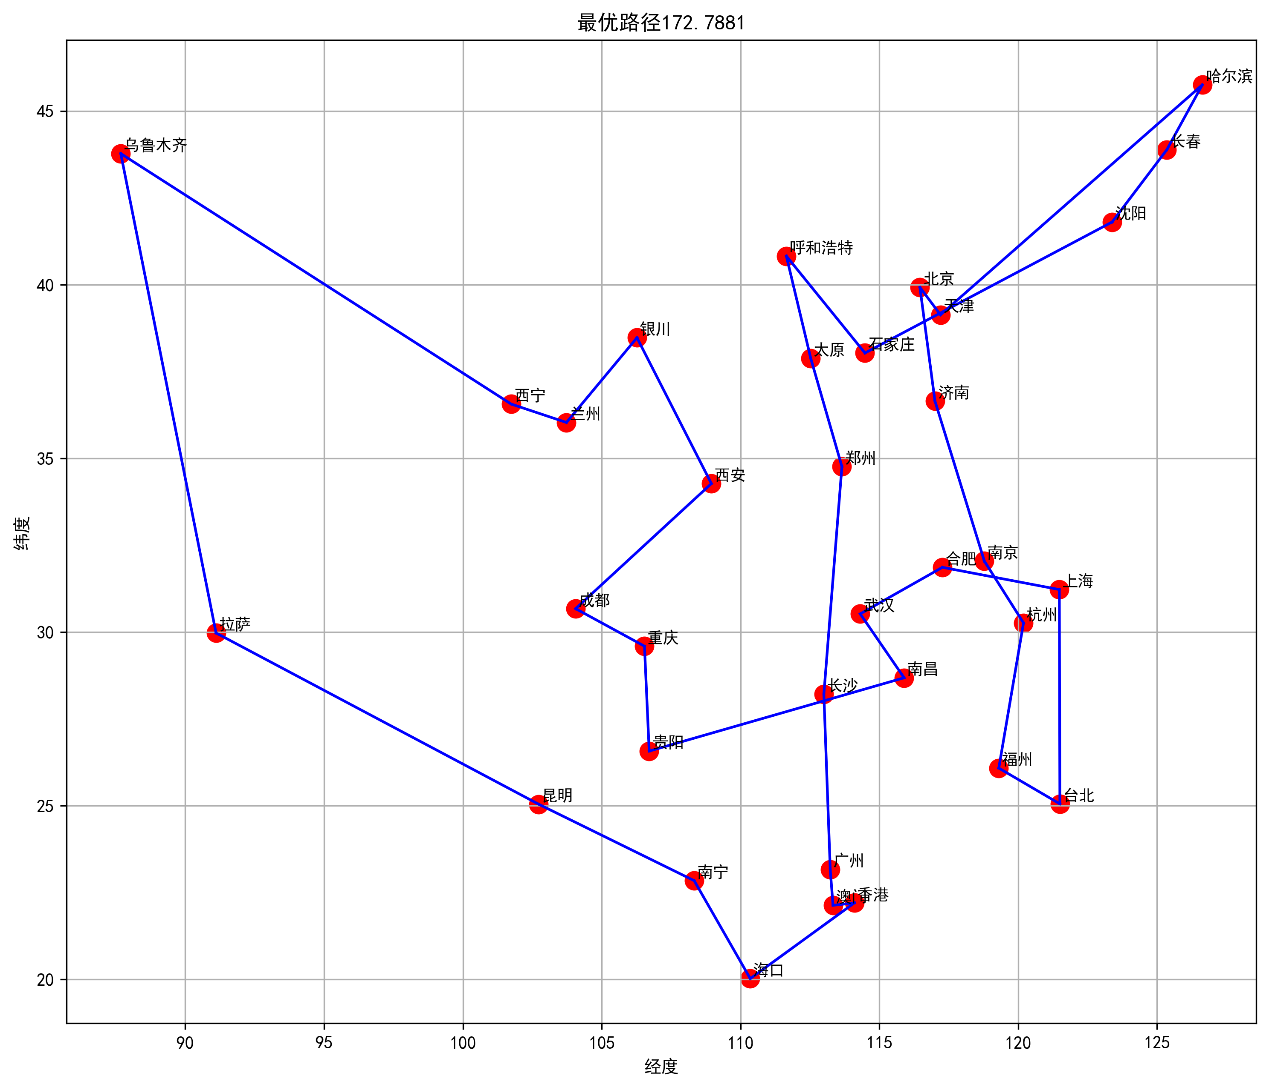 最优路径172.7881
哈尔滨
45
长春
乌鲁木齐
沈阳
呼和浩特
40
北京
天津
银川
石家庄
太原
西宁
济南
兰州
35
郑州
西安
纬度
南京
合肥
上海
成都
武汉
杭州
30
拉萨
重庆
南昌
长沙
贵阳
福州
25
昆明
台北
广州
南宁
香港
海口
20
90
95
100
105
110
115
120
125
经度